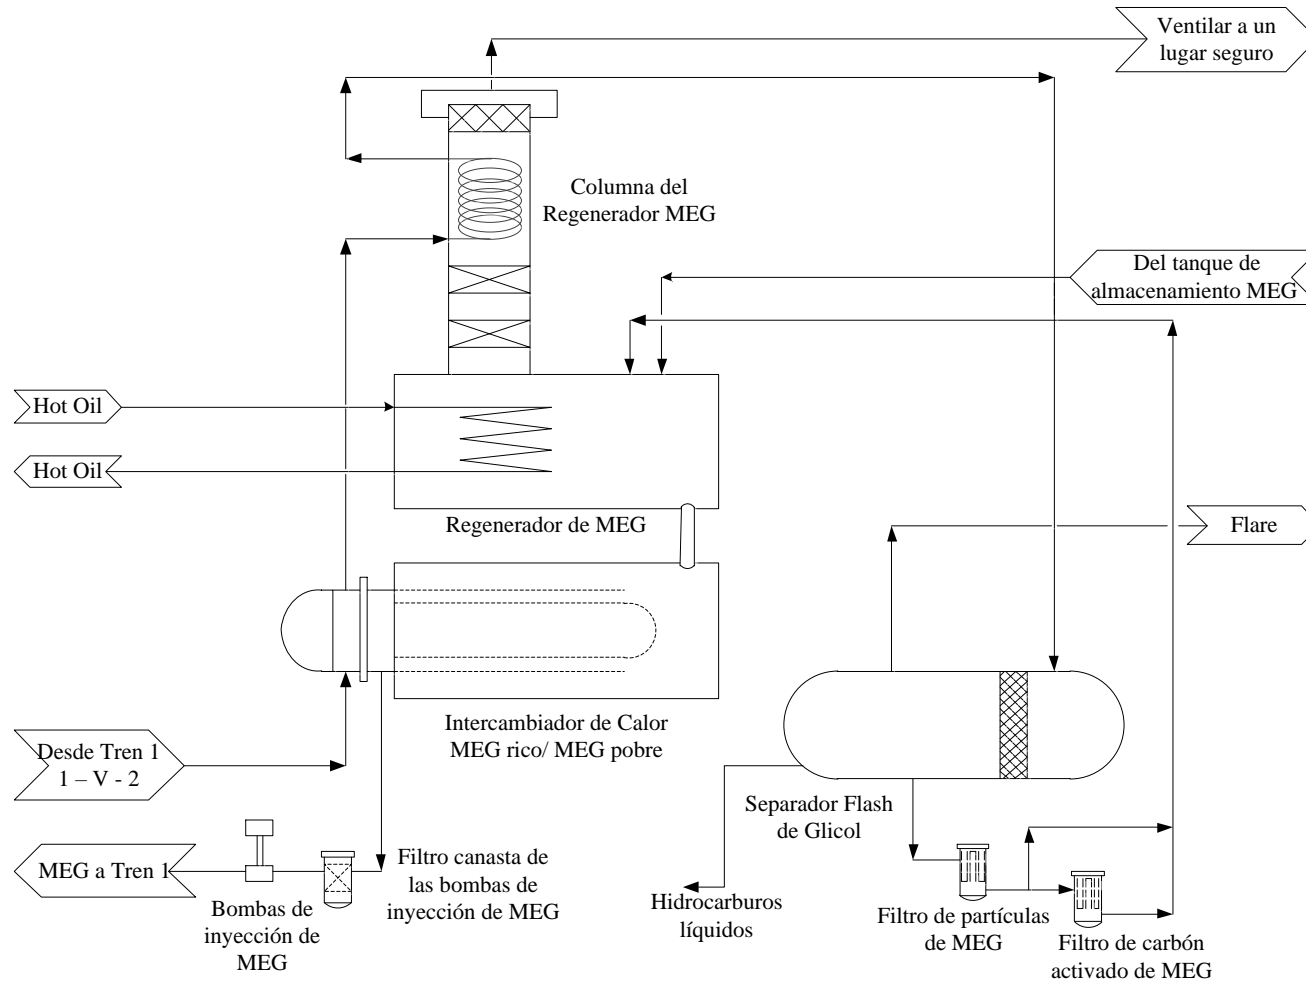 Ventilar a un
lugar seguro
Columna del
Regenerador MEG
Del tanque de
almacenamiento MEG
Hot Oil
Hot Oil
Regenerador de MEG
Flare
Intercambiador de Calor
MEG rico/ MEG pobre
Desde Tren 1
1 – V - 2
Separador Flash
de Glicol
MEG a Tren 1
Filtro canasta de
las bombas de
inyección de MEG
Bombas de
inyección de
MEG
Hidrocarburos
líquidos
Filtro de partículas
de MEG
Filtro de carbón
activado de MEG